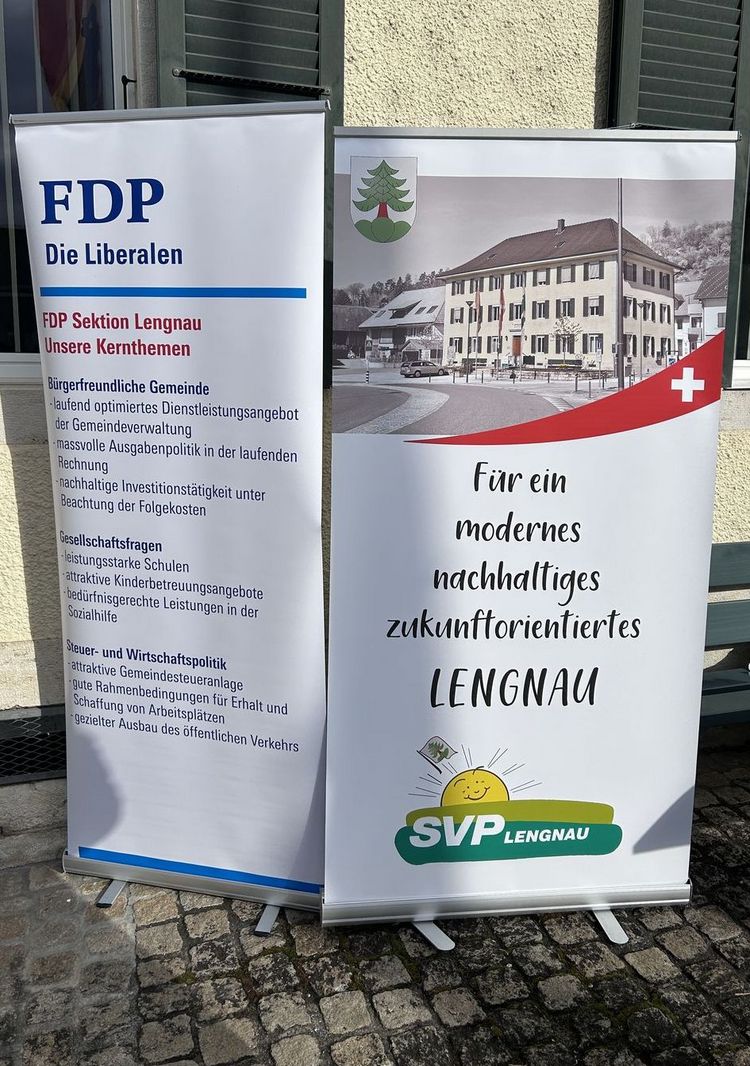 FDP
Die Liberalen
FDP Sektion Lengnau
Unsere Kernthemen
Bürgerfreundliche Gemeinde
- laufend optimiertes Dienstleistungsangebot
der Gemeindeverwaltung
- massvolle Ausgabenpolitik in der laufenden
Rechnung
- nachhaltige Investitionstätigkeit unter
Beachtung der Folgekosten
Gesellschaftsfragen
- leistungsstarke Schulen
- attraktive Kinderbetreuungsangebote
- bedürfnisgerechte Leistungen in der
Sozialhilfe
Steuer- und Wirtschaftspolitik
- attraktive Gemeindesteueranlage
- gute Rahmenbedingungen für Erhalt und
Schaffung von Arbeitsplätzen
- gezielter Ausbau des öffentlichen Verkehrs
Für ein
modernes
nachhaltiges
zukunftorientiertes
LENGNAU
SVP LENGNAU